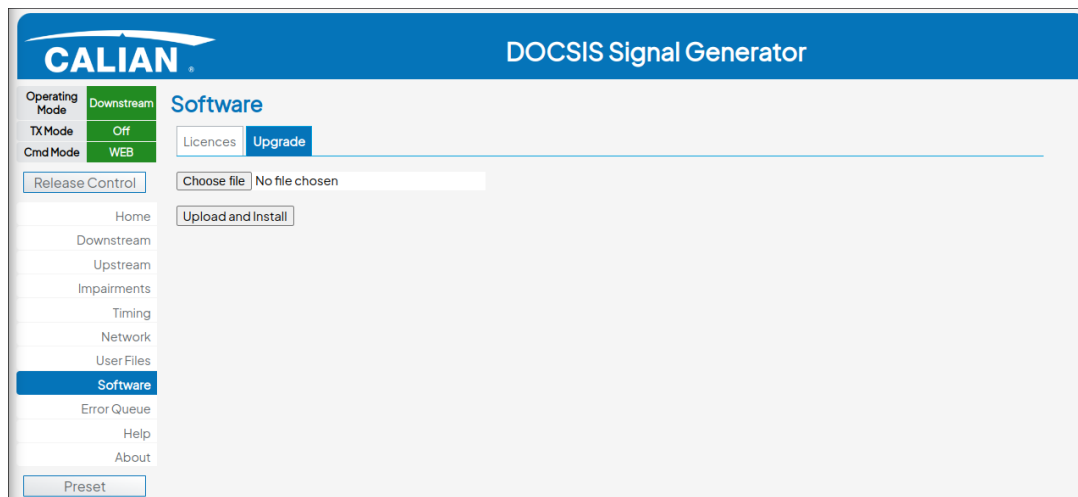 CALIAN ®
DOCSIS Signal Generator
Operating Mode Downstream
TX Mode Off
Cmd Mode WEB
Release Control
Home
Downstream
Upstream
Impairments
Timing
Network
User Files
Software
Error Queue
Help
About
Preset
Software
Licences Upgrade
Choose file No file chosen
Upload and Install